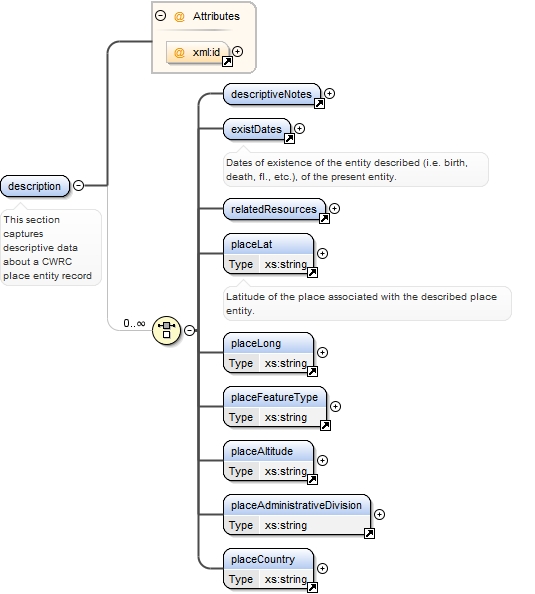 Attributes
@ xml:id
descriptiveNotes
existDates
Dates of existence of the entity described (i.e. birth,
death, fl., etc.), of the present entity.
description
This section
captures
descriptive data
about a CWRC
place entity record
relatedResources
placeLat
Type xs:string
Latitude of the place associated with the described place
entity.
0..∞
placeLong
Type xs:string
placeFeatureType
Type xs:string
placeAltitude
Type xs:string
placeAdministrativeDivision
Type xs:string
placeCountry
Type xs:string